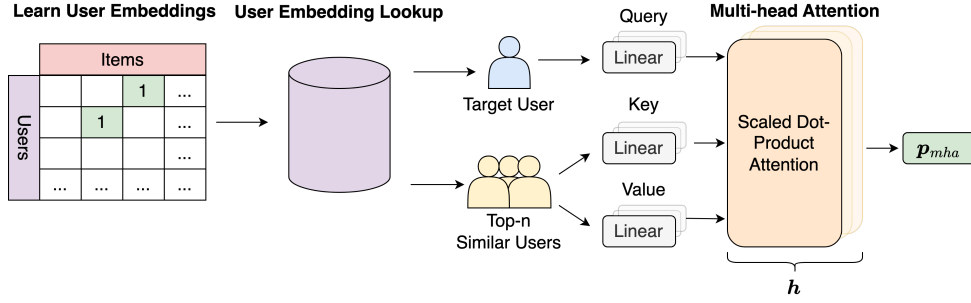 Learn User Embeddings
User Embedding Lookup
Multi-head Attention
Items
Users
1
...
1
...
...
...
...
...
...
Target User
Top-n
Similar Users
Query
Linear
Key
Linear
Value
Linear
Scaled Dot-
Product
Attention
h
p_mha